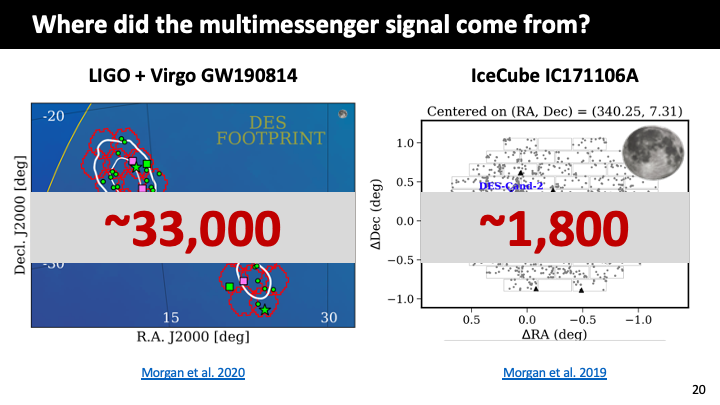 Where did the multimessenger signal come from?
LIGO + Virgo GW190814
IceCube IC171106A
-20
DES
FOOTPRINT
Decl. J2000 [deg]
~33,000
-30
15
30
R.A. J2000 [deg]
Centered on (RA, Dec) = (340.25, 7.31)
1.0
0.5
DES-Cand-2
0.0
~1,800
−0.5
−1.0
ΔDec (deg)
0.5
0.0
−0.5
−1.0
ΔRA (deg)
Morgan et al. 2020
Morgan et al. 2019
20